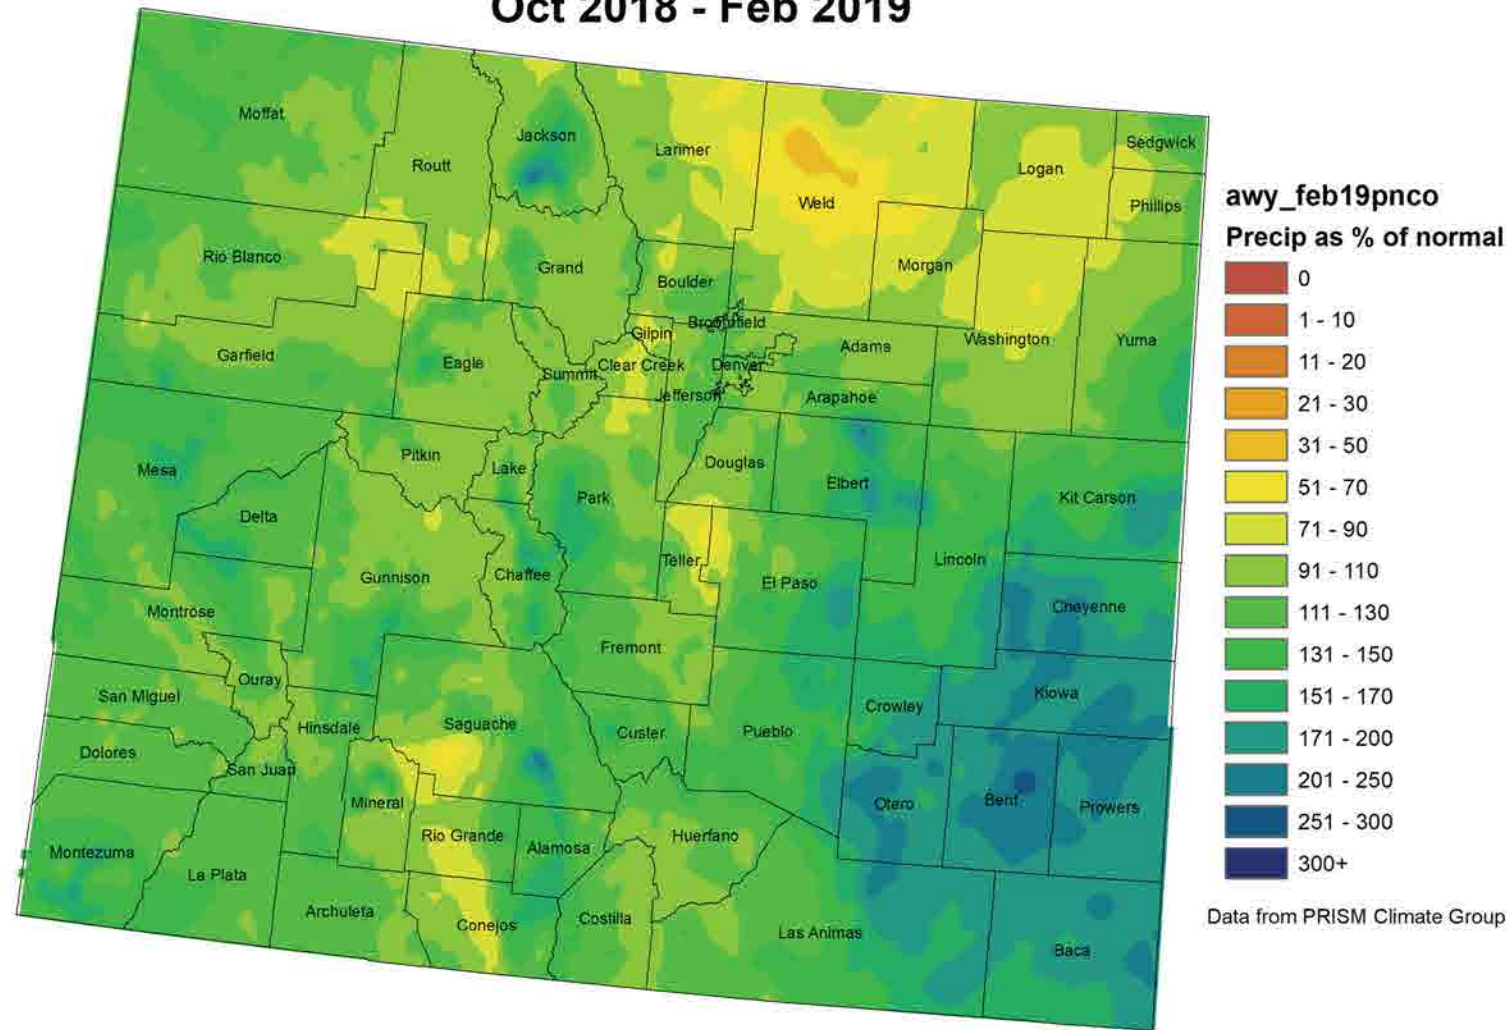 Oct 2018 - Feb 2019
Moffat
Jackson
Routt
Larimer
Weld
Logan
Sedgwick
Phillips
Rio Blanco
Grand
Boulder
Morgan
Broomfield
Gilpin
Garfield
Eagle
Summit
Clear Creek
Denver
Adams
Washington
Yuma
Jefferson
Arapahoe
Mesa
Pitkin
Lake
Park
Douglas
Elbert
Kit Carson
Delta
Gunnison
Chaffee
Teller
El Paso
Lincoln
Cheyenne
Montrose
Ouray
Fremont
San Miguel
Hinsdale
Saguache
Custer
Pueblo
Crowley
Kiowa
Dolores
San Juan
Mineral
Rio Grande
Alamosa
Huerfano
Otero
Bent
Prowers
Montezuma
La Plata
Archuleta
Conejos
Costilla
Las Animas
Baca
awy_feb19pnco
Precip as % of normal
0
1 - 10
11 - 20
21 - 30
31 - 50
51 - 70
71 - 90
91 - 110
111 - 130
131 - 150
151 - 170
171 - 200
201 - 250
251 - 300
300+
Data from PRISM Climate Group